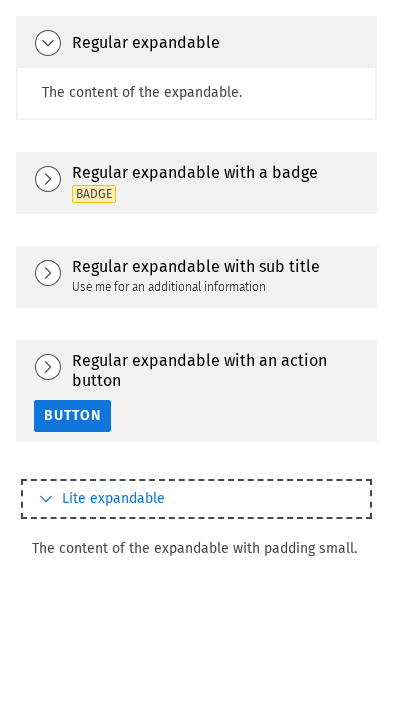 Regular expandable
The content of the expandable.
Regular expandable with a badge
BADGE
Regular expandable with sub title
Use me for an additional information
Regular expandable with an action
button
BUTTON
Lite expandable
The content of the expandable with padding small.